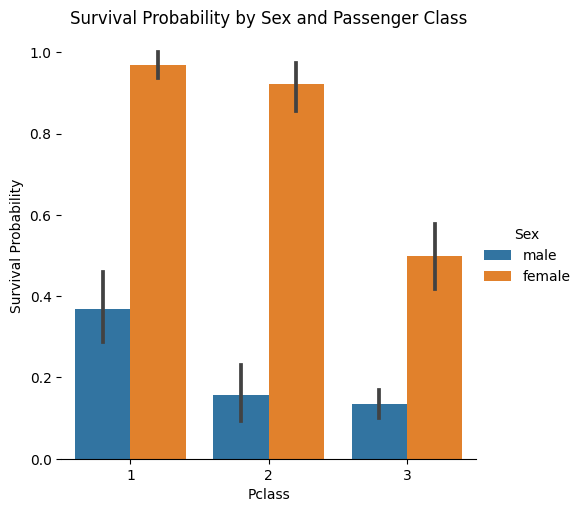 Survival Probability by Sex and Passenger Class
1.0
0.8
0.6
0.4
0.2
0.0
Survival Probability
1 2 3
Pclass
Sex
male
female